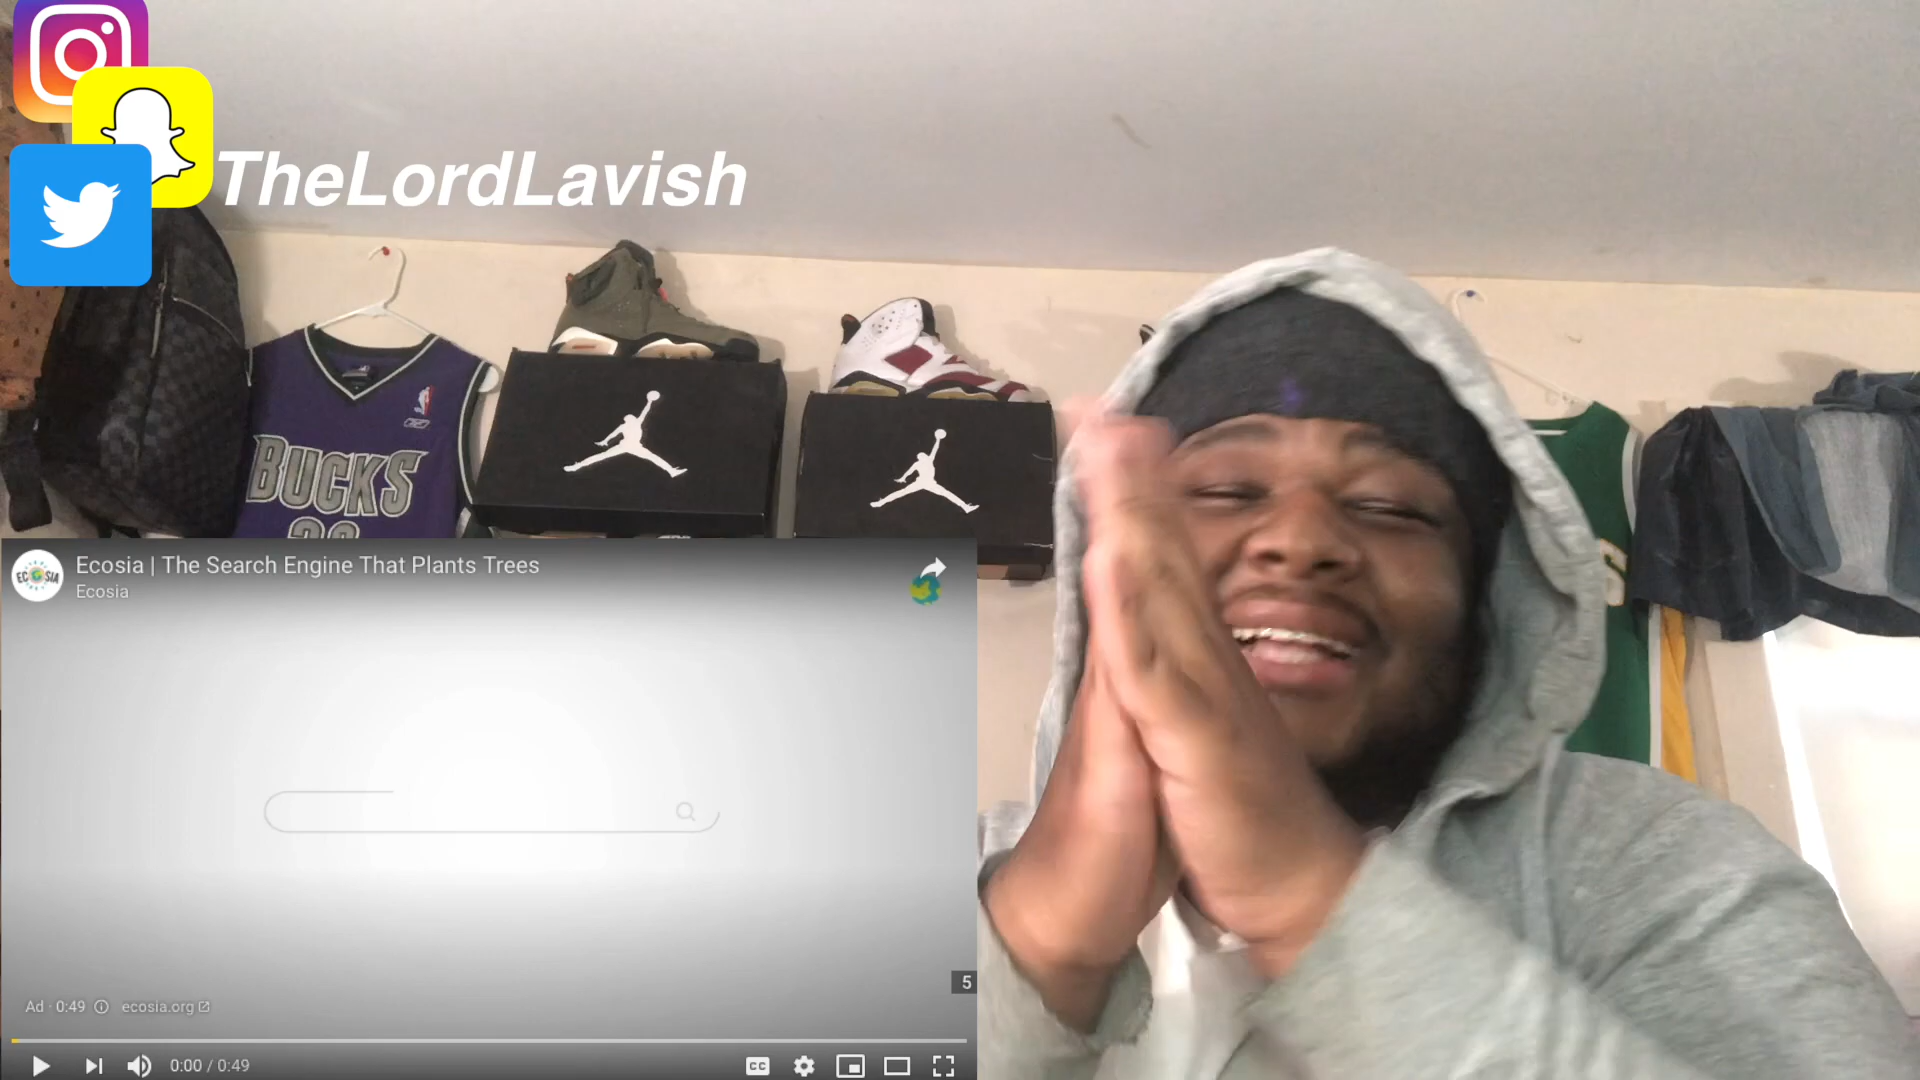 TheLordLavish
BUCKS
ECOSIA
Ecosia | The Search Engine That Plants Trees
Ecosia
5
Ad · 0:49
ecosia.org
0:00 / 0:49
CC